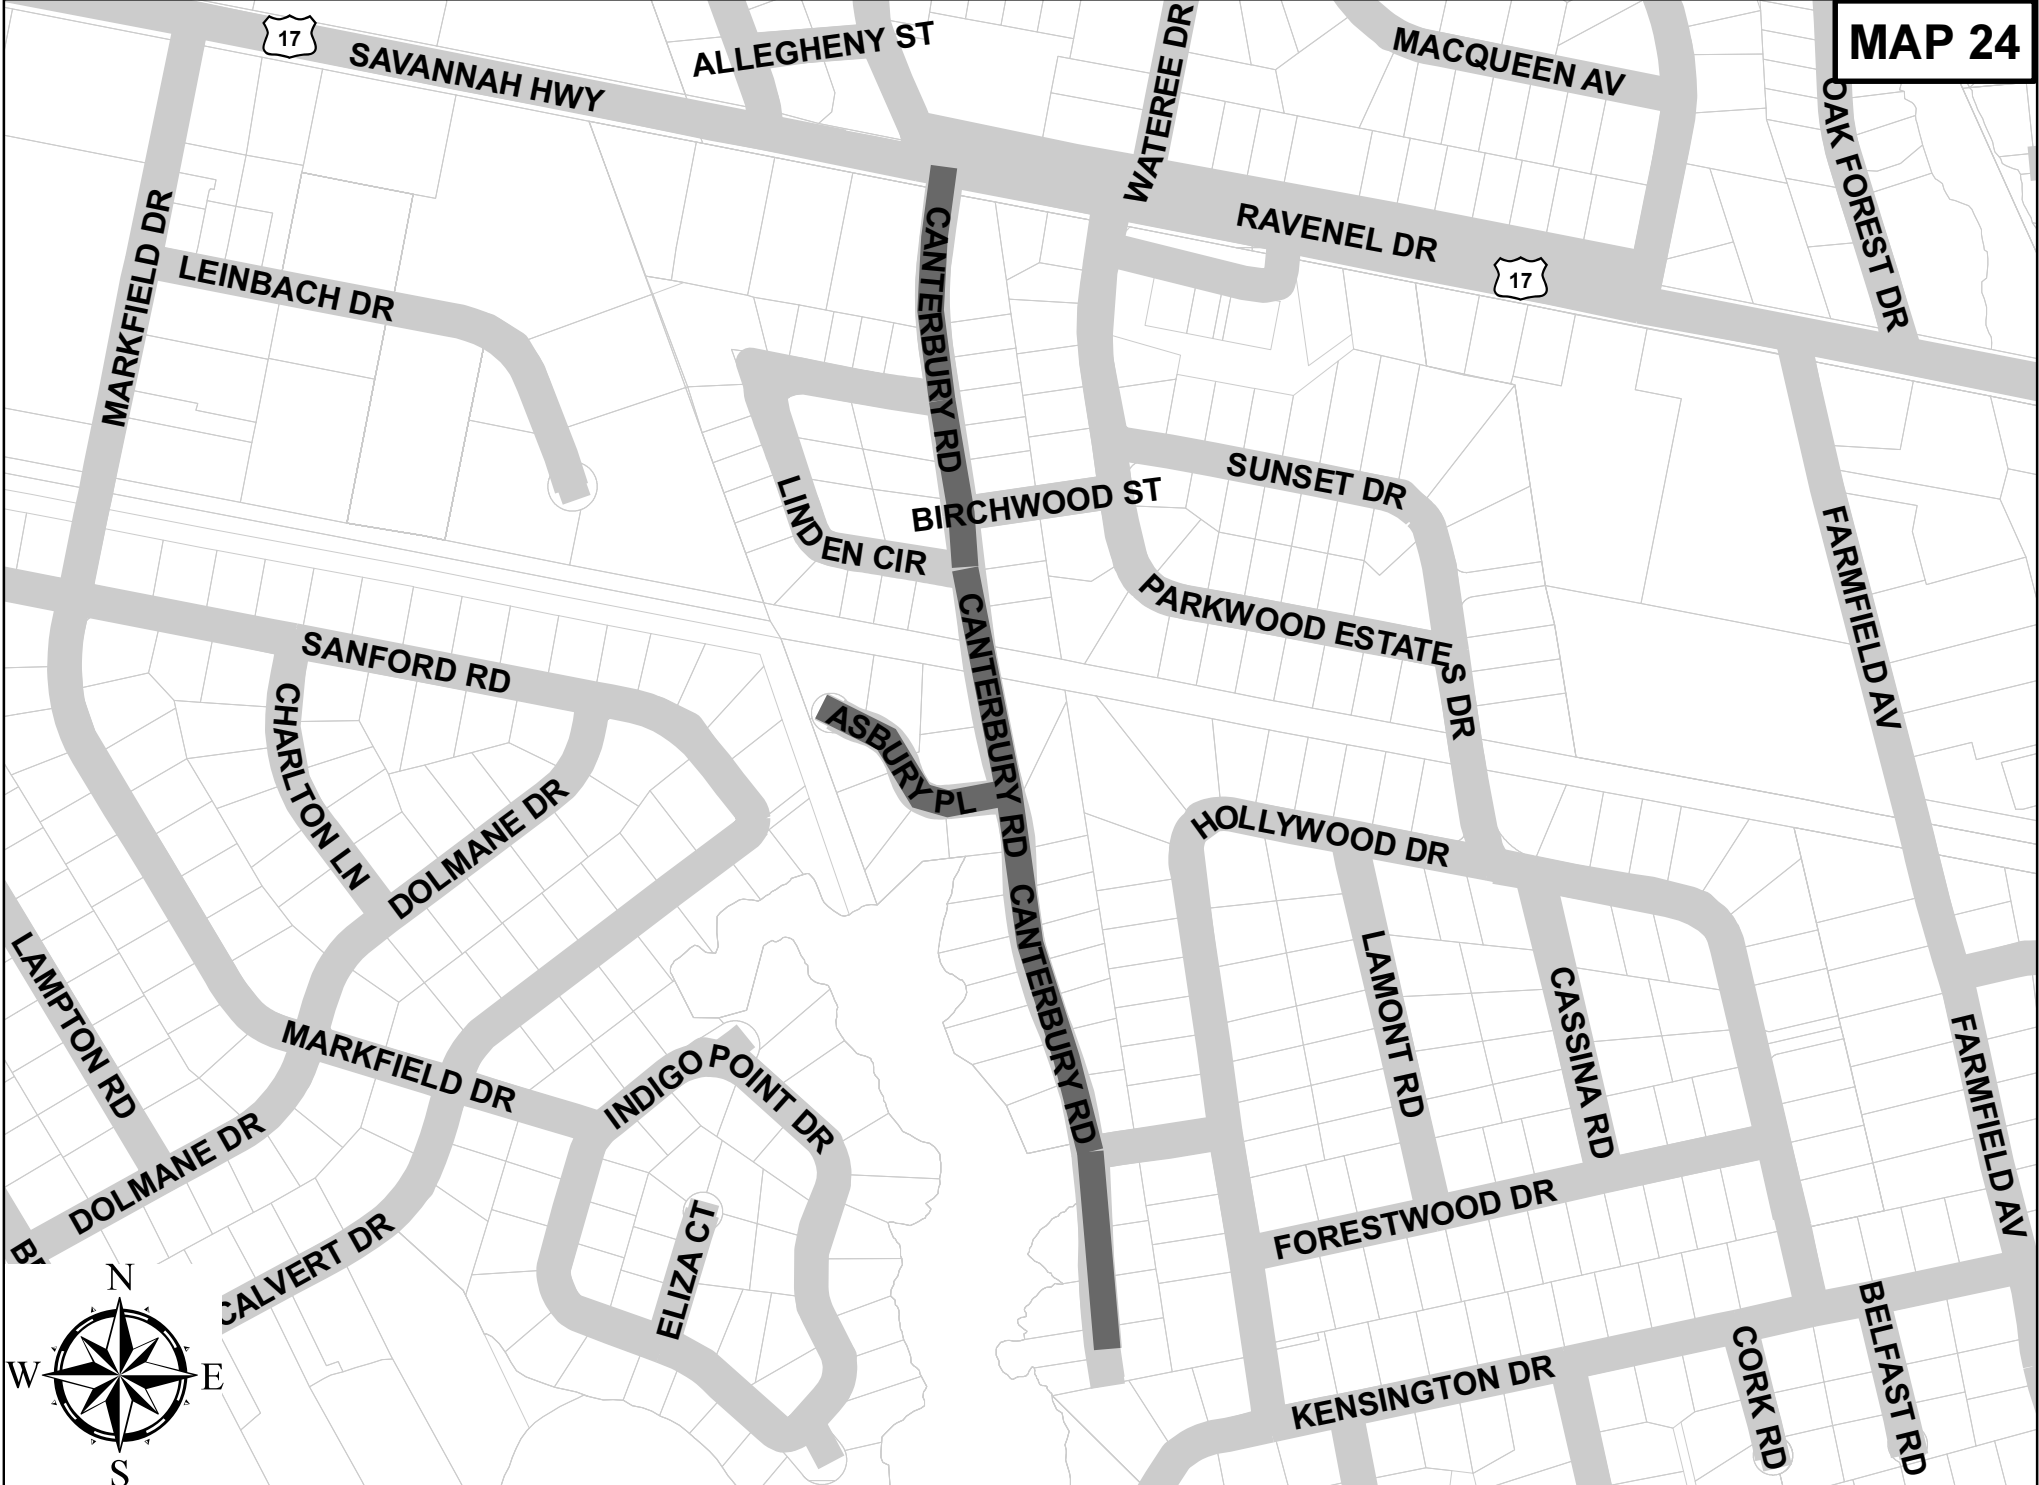 MAP 24
17
SAVANNAH HWY
ALLEGHENY ST
WATEREE DR
MACQUEEN AV
OAK FOREST DR
MARKFIELD DR
LEINBACH DR
CANTERBURY RD
RAVENEL DR
17
LINDEN CIR
BIRCHWOOD ST
SUNSET DR
PARKWOOD ESTATES DR
FARMFIELD AV
SANFORD RD
CHARLTON LN
DOLMANE DR
ASBURY PL
CANTERBURY RD
HOLLYWOOD DR
LAMPTON RD
MARKFIELD DR
INDIGO POINT DR
CANTERBURY RD
LAMONT RD
CASSINA RD
FARMFIELD AV
DOLMANE DR
CALVERT DR
ELIZA CT
FORESTWOOD DR
KENSINGTON DR
CORK RD
BELFAST RD
N
W
E
S